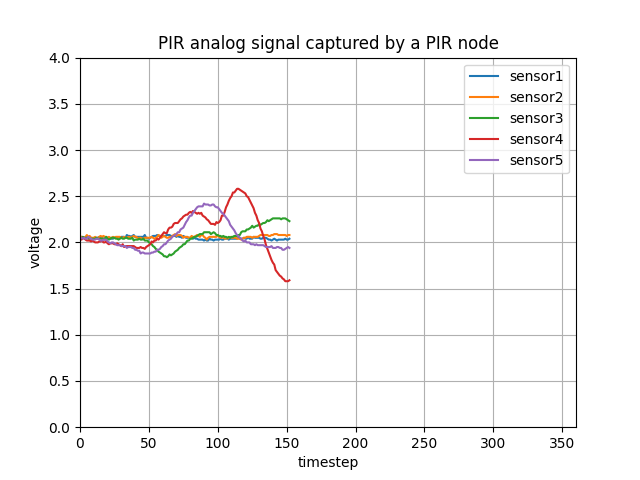 PIR analog signal captured by a PIR node
4.0
3.5
3.0
2.5
2.0
1.5
1.0
0.5
0.0
voltage
sensor1
sensor2
sensor3
sensor4
sensor5
0 50 100 150 200 250 300 350
timestep